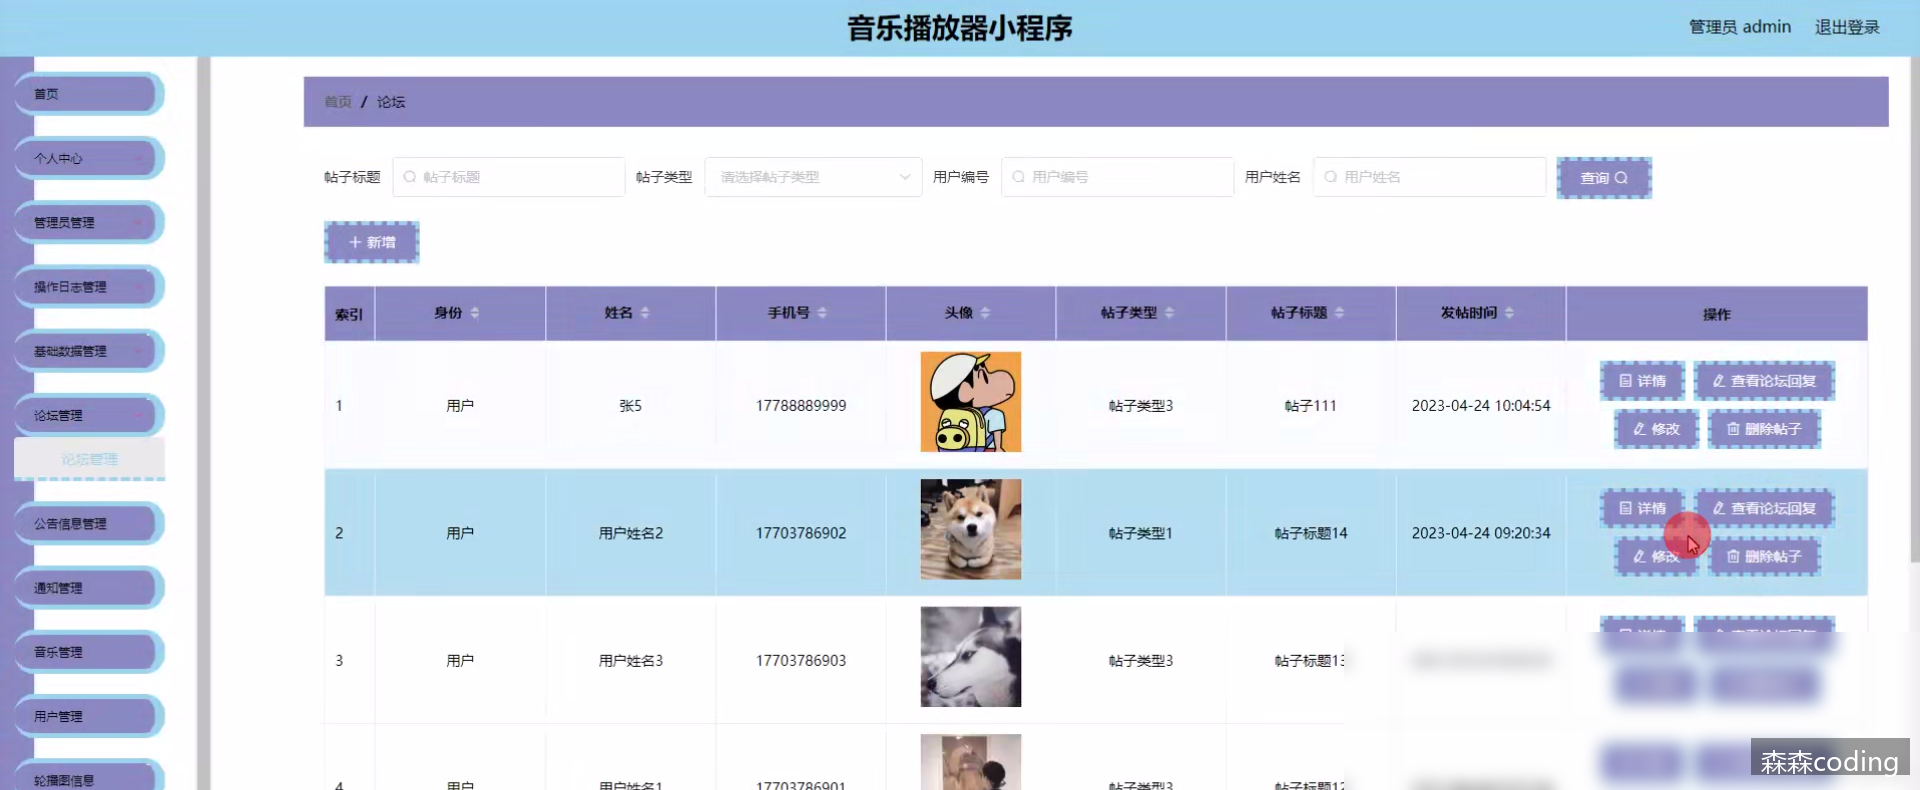 音乐播放器小程序
管理员 admin 退出登录
首页
个人中心
管理员管理
操作日志管理
基础数据管理
论坛管理
论坛管理
公告信息管理
通知管理
音乐管理
用户管理
轮播图信息
首页 / 论坛
帖子标题 帖子标题 帖子类型 请选择帖子类型 用户编号 用户编号 用户姓名 用户姓名 查询
新增
索引 身份 姓名 手机号 头像 帖子类型 帖子标题 发帖时间 操作
1 用户 张5 17788889999 帖子类型3 帖子111 2023-04-24 10:04:54 详情 查看论坛回复
修改 删除帖子
2 用户 用户姓名2 17703786902 帖子类型1 帖子标题14 2023-04-24 09:20:34 详情 查看论坛回复
修改 删除帖子
3 用户 用户姓名3 17703786903 帖子类型3 帖子标题13
4 用户 用户姓名1 17703786901 帖子类型3 帖子标题12
森森coding